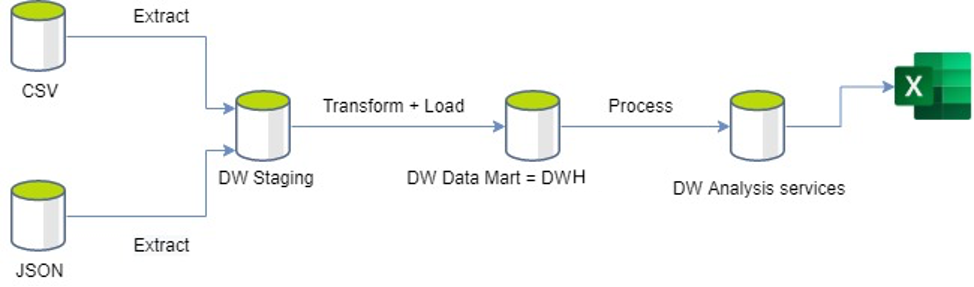 Extract
CSV
Transform + Load
Process
X
DW Staging
DW Data Mart = DWH
DW Analysis services
Extract
JSON